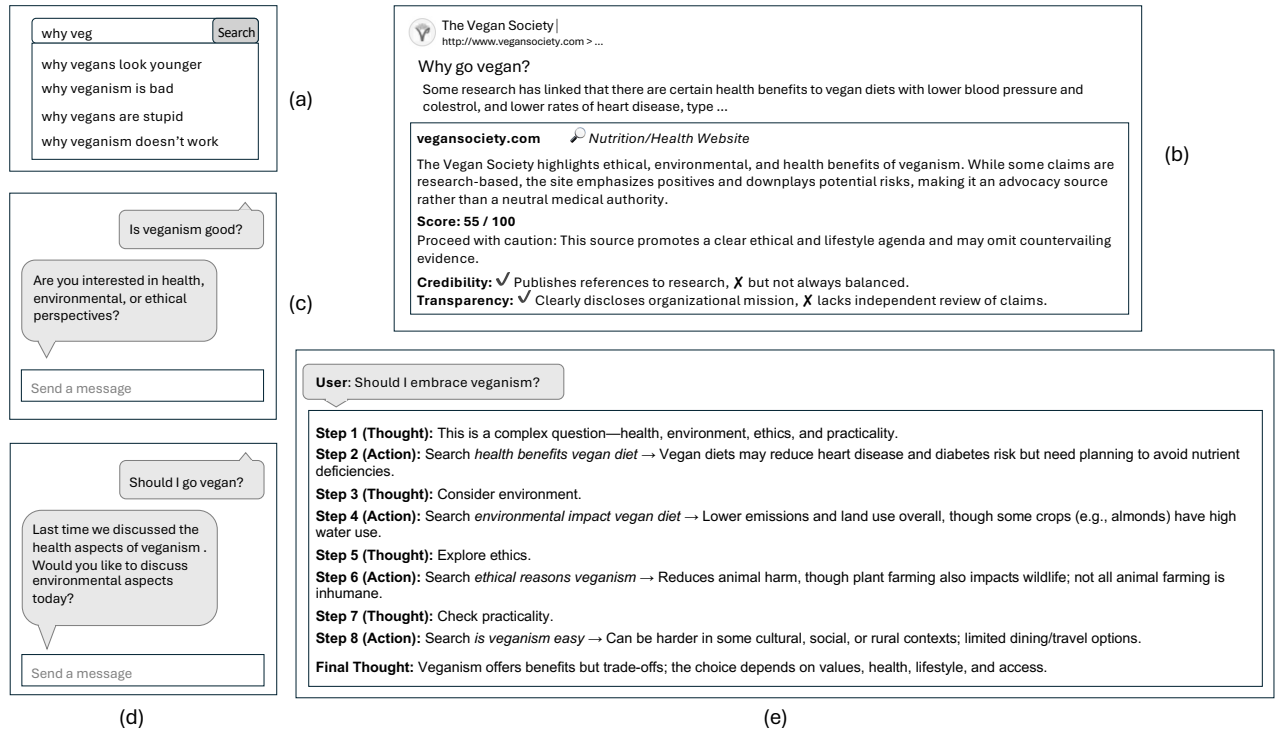 why veg
Search
why vegans look younger
why veganism is bad
why vegans are stupid
why veganism doesn't work
(a)
The Vegan Society
http://www.vegansociety.com > ...
Why go vegan?
Some research has linked that there are certain health benefits to vegan diets with lower blood pressure and
colestrol, and lower rates of heart disease, type ...
vegansociety.com
Nutrition/Health Website
The Vegan Society highlights ethical, environmental, and health benefits of veganism. While some claims are
research-based, the site emphasizes positives and downplays potential risks, making it an advocacy source
rather than a neutral medical authority.
Score: 55 / 100
Proceed with caution: This source promotes a clear ethical and lifestyle agenda and may omit countervailing
evidence.
Credibility: ✓ Publishes references to research, ✗ but not always balanced.
Transparency: ✓ Clearly discloses organizational mission, ✗ lacks independent review of claims.
(b)
Is veganism good?
Are you interested in health,
environmental, or ethical
perspectives?
Send a message
(c)
Should I go vegan?
Last time we discussed the
health aspects of veganism .
Would you like to discuss
environmental aspects
today?
Send a message
(d)
User: Should I embrace veganism?
Step 1 (Thought): This is a complex question—health, environment, ethics, and practicality.
Step 2 (Action): Search health benefits vegan diet → Vegan diets may reduce heart disease and diabetes risk but need planning to avoid nutrient
deficiencies.
Step 3 (Thought): Consider environment.
Step 4 (Action): Search environmental impact vegan diet → Lower emissions and land use overall, though some crops (e.g., almonds) have high
water use.
Step 5 (Thought): Explore ethics.
Step 6 (Action): Search ethical reasons veganism → Reduces animal harm, though plant farming also impacts wildlife; not all animal farming is
inhumane.
Step 7 (Thought): Check practicality.
Step 8 (Action): Search is veganism easy → Can be harder in some cultural, social, or rural contexts; limited dining/travel options.
Final Thought: Veganism offers benefits but trade-offs; the choice depends on values, health, lifestyle, and access.
(e)